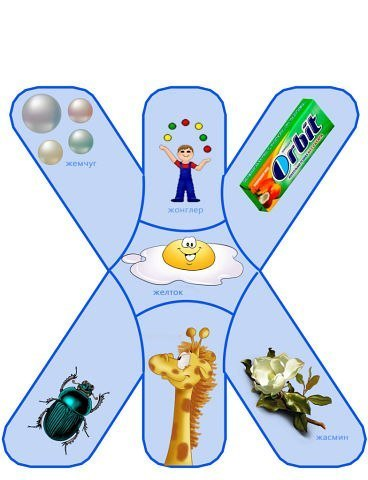 жемчуг
жонглер
Orbit
желток
жасмин